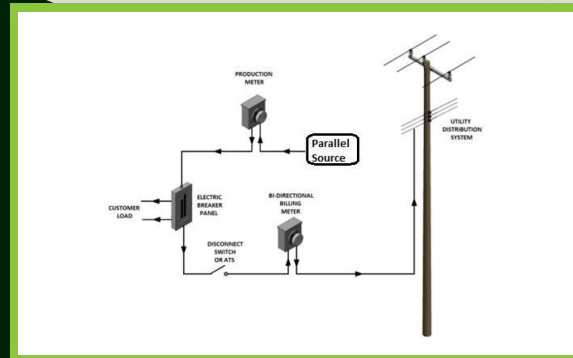 PRODUCTION
METER
Parallel
Source
UTILITY
DISTRIBUTION
SYSTEM
ELECTRIC
BREAKER
PANEL
CUSTOMER
LOAD
BI-DIRECTIONAL
BILLING
METER
DISCONNECT
SWITCH
OR ATS